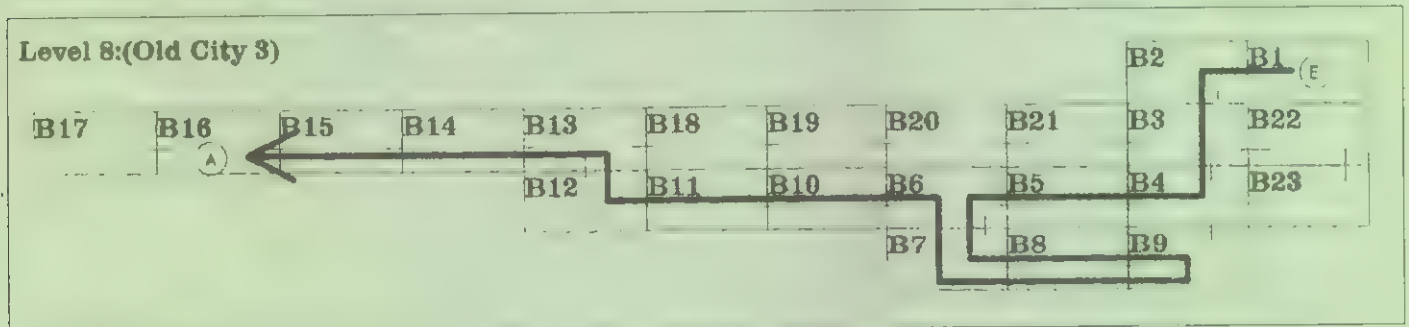 Level 8:(Old City 3)
B2 B1
E
B17 B16 B15 B14 B13 B18 B19 B20 B21 B3 B22
A
B12 B11 B10 B6 B5 B4 B23
B7 B8 B9